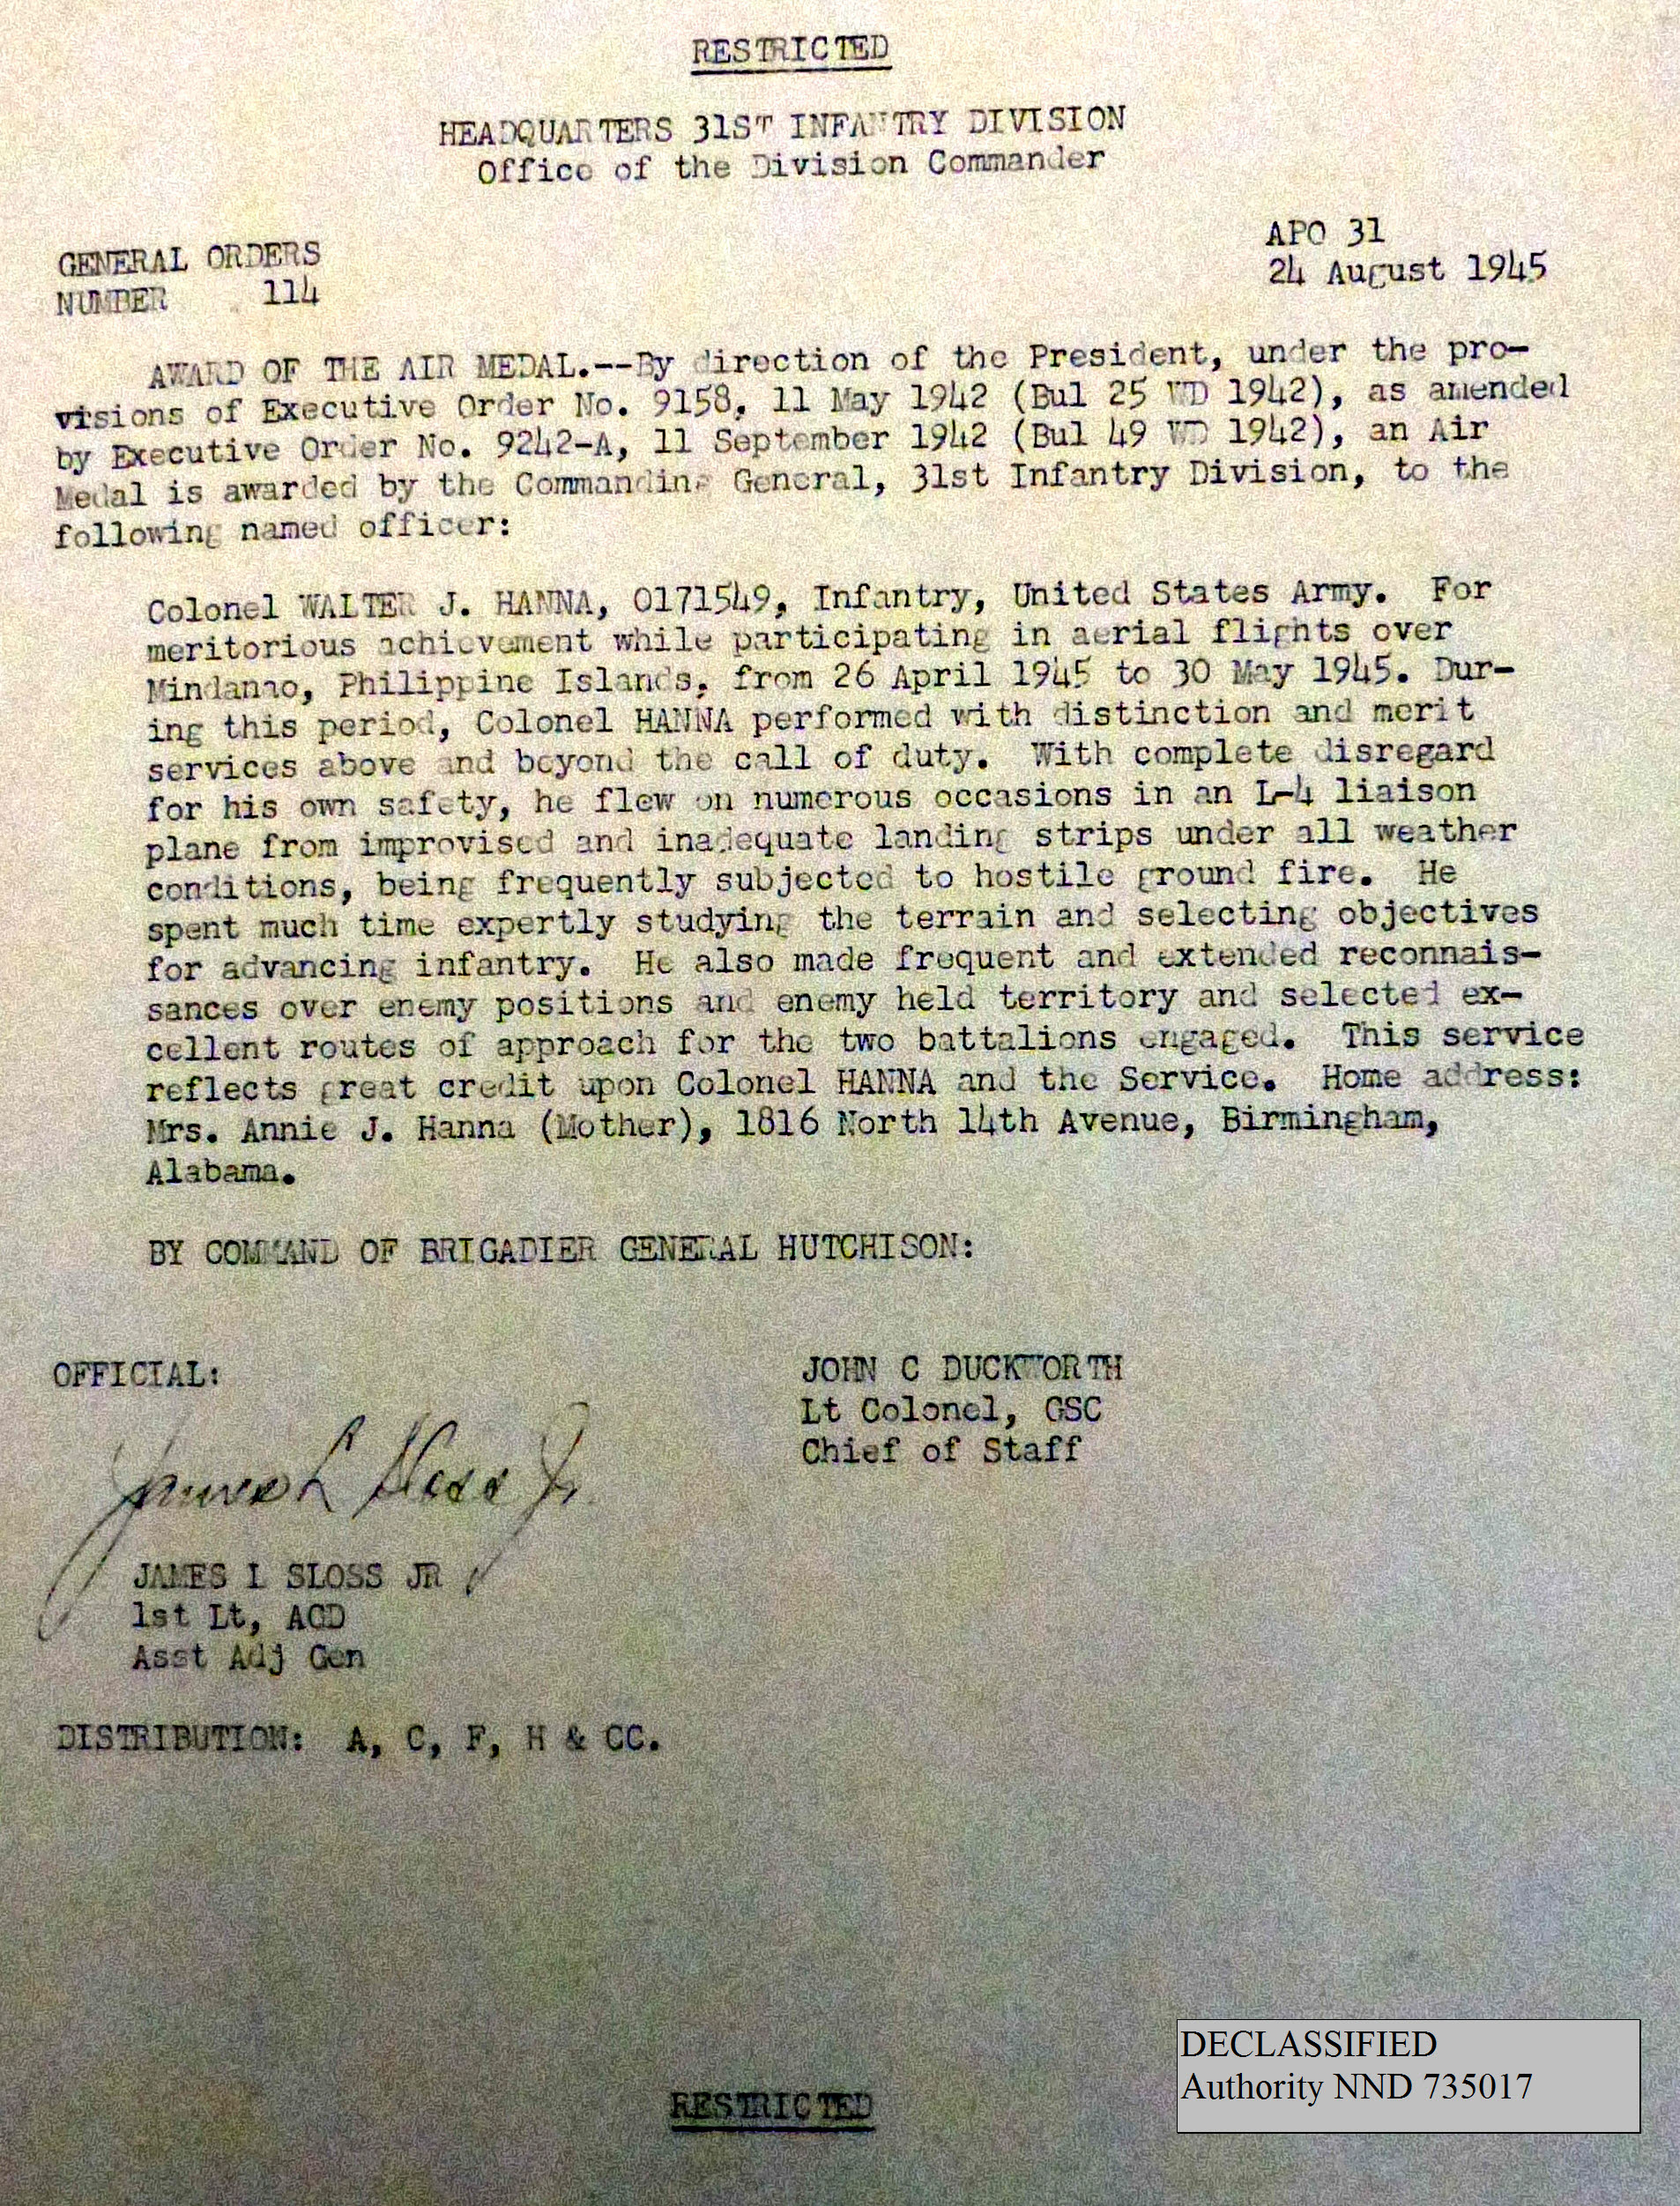 RESTRICTED
HEADQUARTERS 31ST INFANTRY DIVISION
Office of the Division Commander
APO 31
GENERAL ORDERS
24 August 1945
NUMBER 114
AWARD OF THE AIR MEDAL.--By direction of the President, under the pro-
visions of Executive Order No. 9158, 11 May 1942 (Bul 25 WD 1942), as amended
by Executive Order No. 9242-A, 11 September 1942 (Bul 49 WD 1942), an Air
Medal is awarded by the Commanding General, 31st Infantry Division, to the
following named officer:
Colonel WALTER J. HANNA, O171549, Infantry, United States Army. For
meritorious achievement while participating in aerial flights over
Mindanao, Philippine Islands, from 26 April 1945 to 30 May 1945. Dur-
ing this period, Colonel HANNA performed with distinction and merit
services above and beyond the call of duty. With complete disregard
for his own safety, he flew on numerous occasions in an L-4 liaison
plane from improvised and inadequate landing strips under all weather
conditions, being frequently subjected to hostile ground fire. He
spent much time expertly studying the terrain and selecting objectives
for advancing infantry. He also made frequent and extended reconnais-
sances over enemy positions and enemy held territory and selected ex-
cellent routes of approach for the two battalions engaged. This service
reflects great credit upon Colonel HANNA and the Service. Home address:
Mrs. Annie J. Hanna (Mother), 1816 North 14th Avenue, Birmingham,
Alabama.
BY COMMAND OF BRIGADIER GENERAL HUTCHISON:
OFFICIAL:
JOHN C DUCKWORTH
Lt Colonel, GSC
Chief of Staff
James L Sloss Jr
JAMES L SLOSS JR
1st Lt, AGD
Asst Adj Gen
DISTRIBUTION: A, C, F, H & CC.
DECLASSIFIED
Authority NND 735017
RESTRICTED